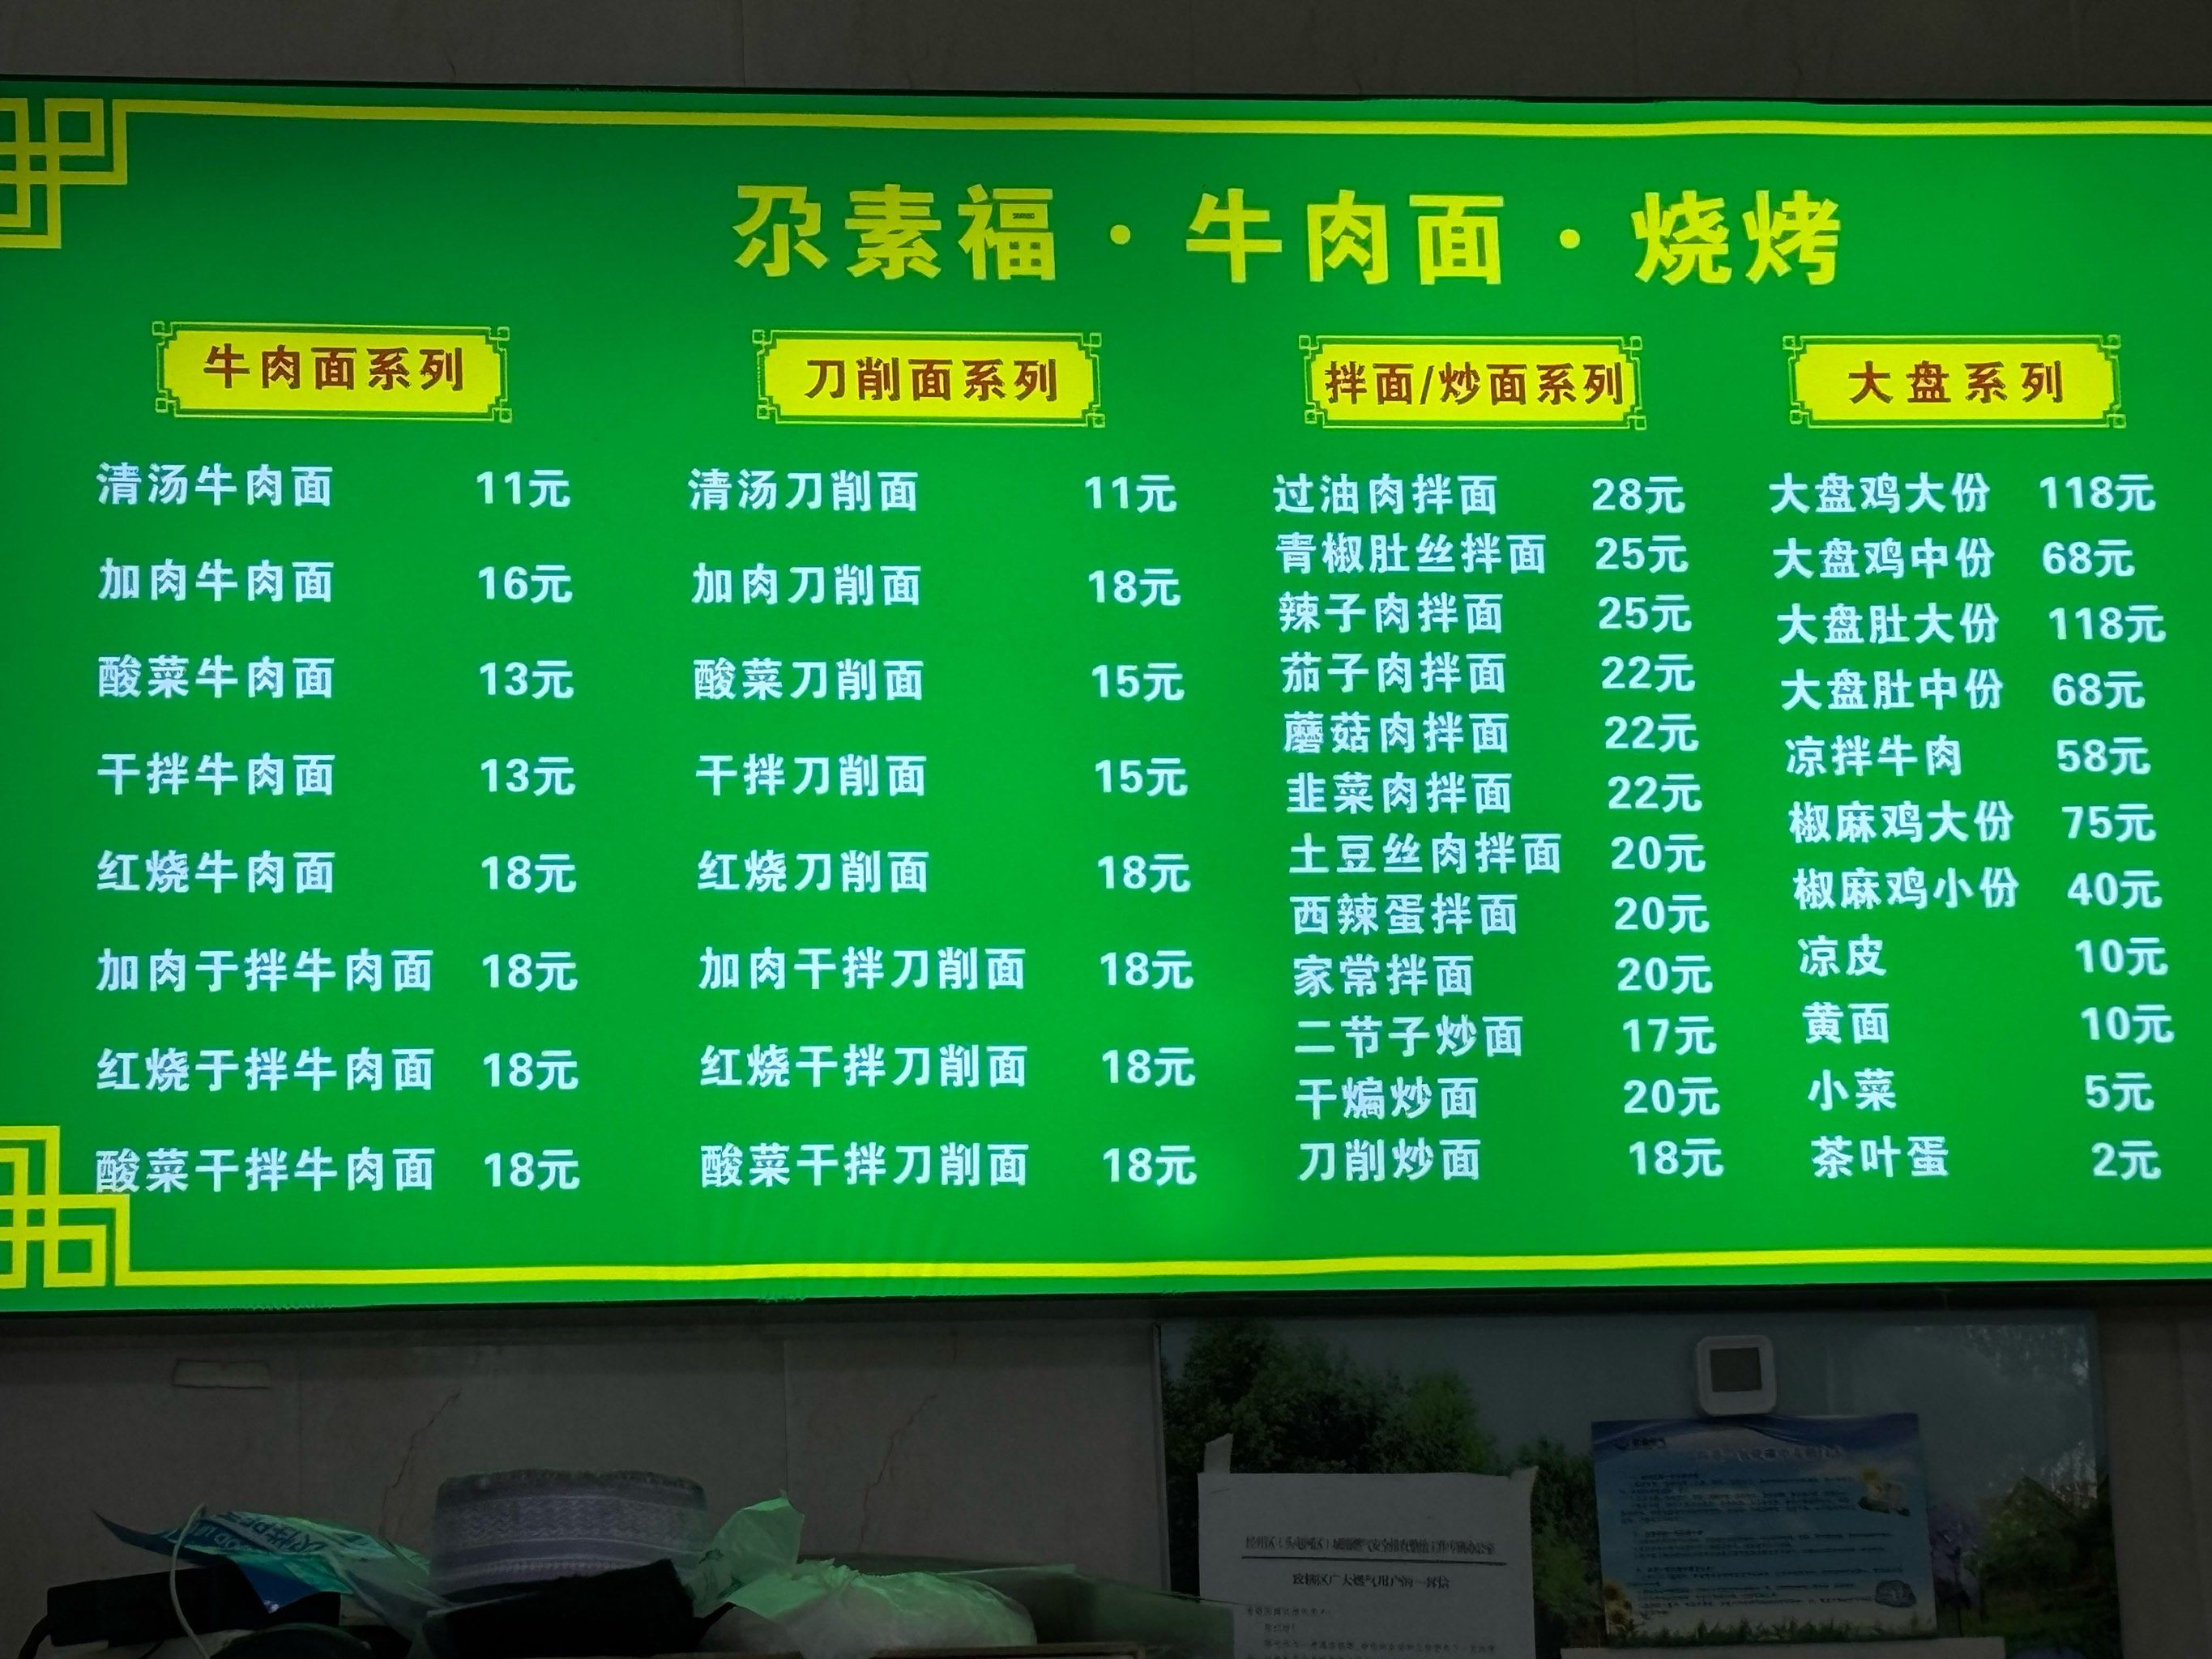 尕素福·牛肉面·烧烤
牛肉面系列
清汤牛肉面 11元
加肉牛肉面 16元
酸菜牛肉面 13元
干拌牛肉面 13元
红烧牛肉面 18元
加肉于拌牛肉面 18元
红烧于拌牛肉面 18元
酸菜干拌牛肉面 18元
刀削面系列
清汤刀削面 11元
加肉刀削面 18元
酸菜刀削面 15元
干拌刀削面 15元
红烧刀削面 18元
加肉干拌刀削面 18元
红烧干拌刀削面 18元
酸菜干拌刀削面 18元
拌面/炒面系列
过油肉拌面 28元
青椒肚丝拌面 25元
辣子肉拌面 25元
茄子肉拌面 22元
蘑菇肉拌面 22元
韭菜肉拌面 22元
土豆丝肉拌面 20元
西辣蛋拌面 20元
家常拌面 20元
二节子炒面 17元
干煸炒面 20元
刀削炒面 18元
大盘系列
大盘鸡大份 118元
大盘鸡中份 68元
大盘肚大份 118元
大盘肚中份 68元
凉拌牛肉 58元
椒麻鸡大份 75元
椒麻鸡小份 40元
凉皮 10元
黄面 10元
小菜 5元
茶叶蛋 2元
致辖区广大燃气用户的一封信